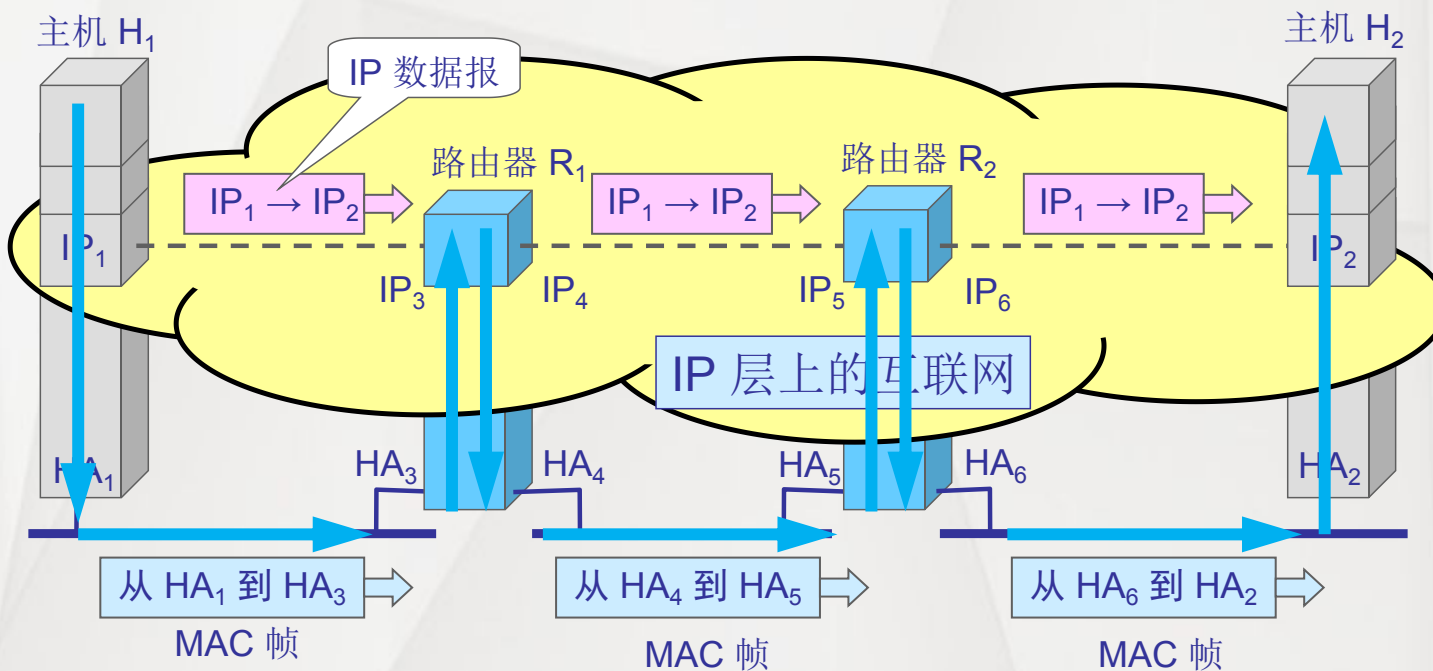 主机 H₁
主机 H₂
IP 数据报
路由器 R₁
路由器 R₂
IP₁ → IP₂
IP₁ → IP₂
IP₁ → IP₂
IP₁
IP₂
IP₃
IP₄
IP₅
IP₆
IP 层上的互联网
HA₁
HA₃
HA₄
HA₅
HA₆
HA₂
从 HA₁ 到 HA₃
从 HA₄ 到 HA₅
从 HA₆ 到 HA₂
MAC 帧
MAC 帧
MAC 帧